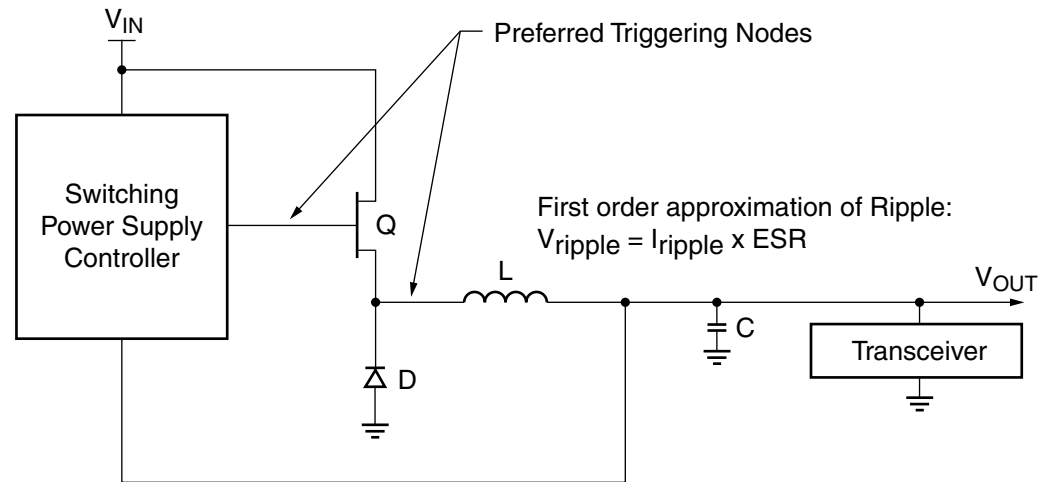 V_IN
Preferred Triggering Nodes
Switching
Power Supply
Controller
Q
First order approximation of Ripple:
V_ripple = I_ripple x ESR
L
V_OUT
C
Transceiver
D